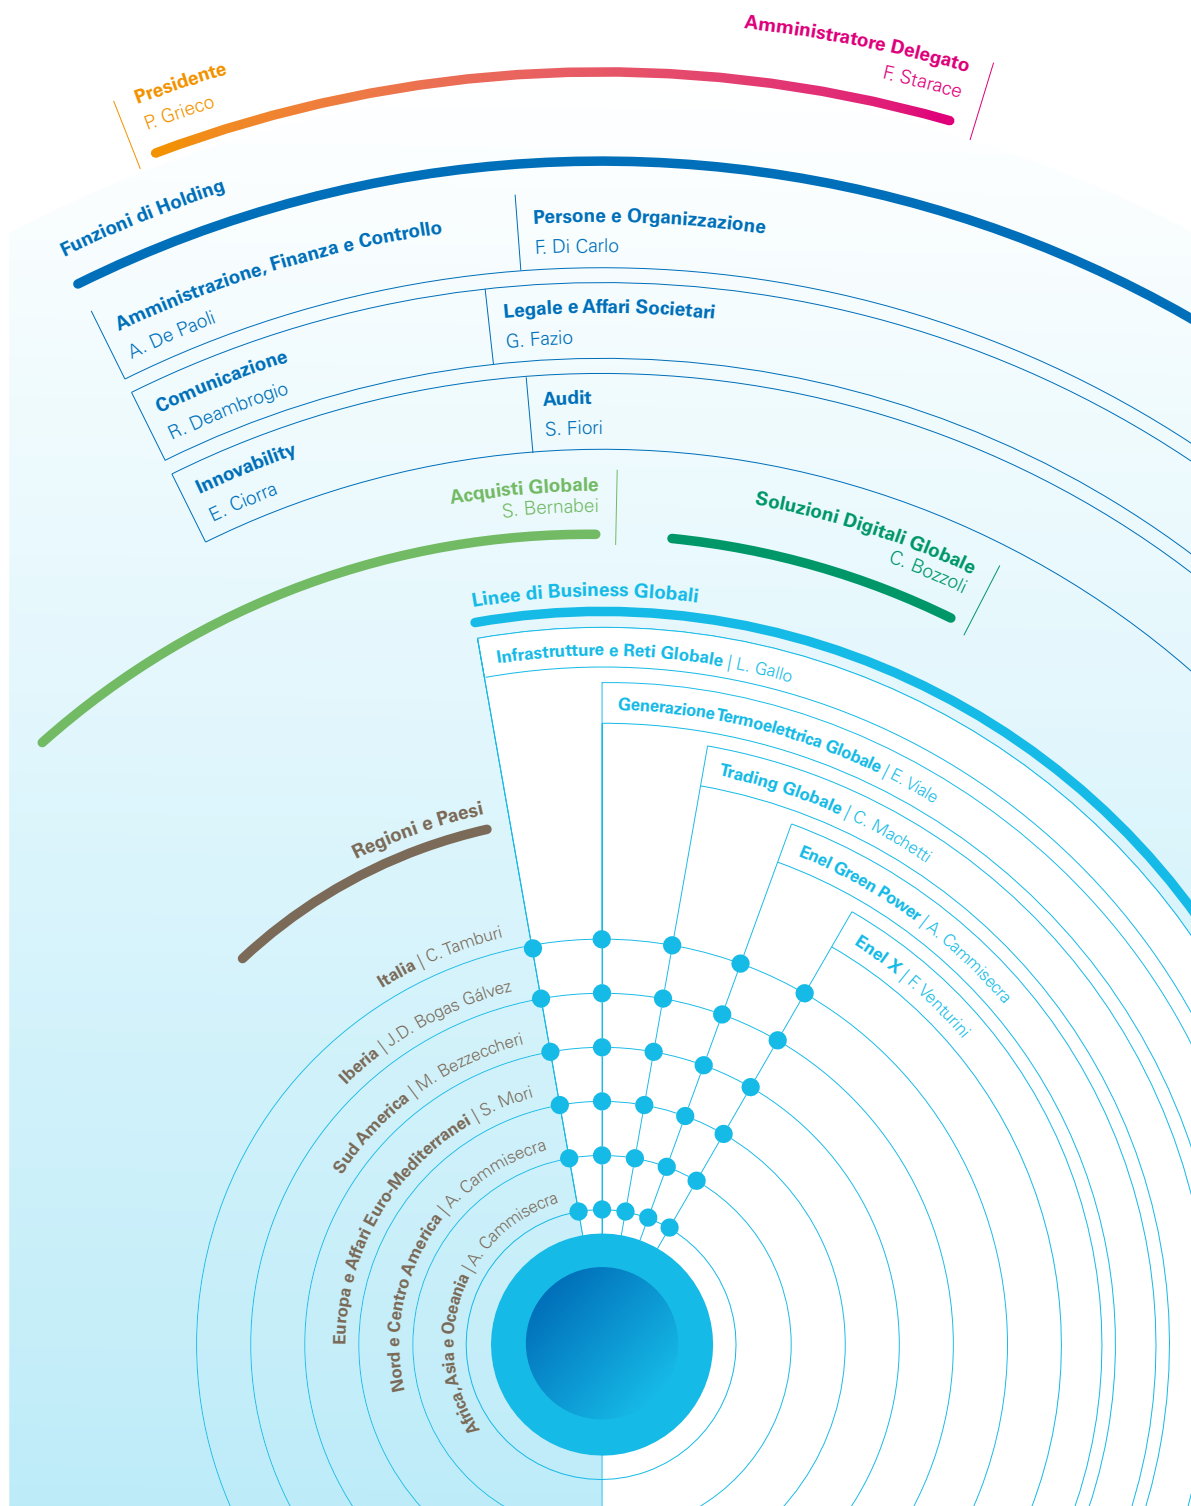 Presidente
P. Grieco
Amministratore Delegato
F. Starace
Funzioni di Holding
Amministrazione, Finanza e Controllo
A. De Paoli
Persone e Organizzazione
F. Di Carlo
Comunicazione
R. Deambrogio
Legale e Affari Societari
G. Fazio
Innovability
E. Ciorra
Audit
S. Fiori
Acquisti Globale
S. Bernabei
Soluzioni Digitali Globale
C. Bozzoli
Linee di Business Globali
Infrastrutture e Reti Globale | L. Gallo
Generazione Termoelettrica Globale | E. Viale
Trading Globale | C. Machetti
Enel Green Power | A. Cammisecra
Enel X | F. Venturini
Regioni e Paesi
Italia | C. Tamburi
Iberia | J.D. Bogas Gálvez
Sud America | M. Bezzeccheri
Europa e Affari Euro-Mediterranei | S. Mori
Nord e Centro America | A. Cammisecra
Africa, Asia e Oceania | A. Cammisecra